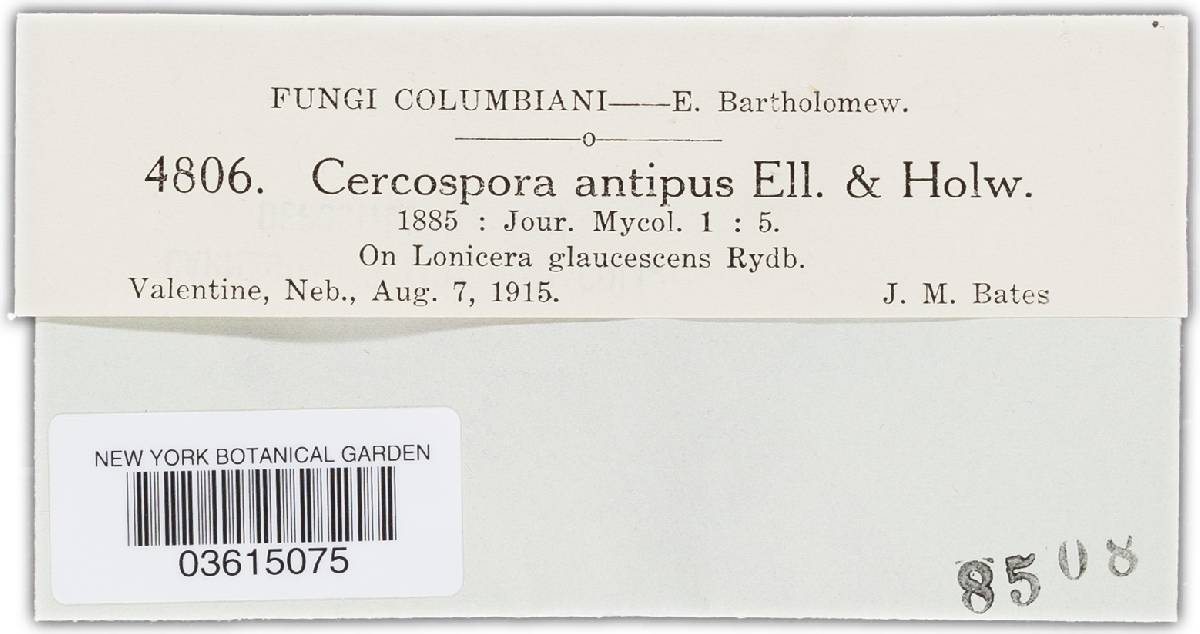 FUNGI COLUMBIANI——E. Bartholomew.
4806. Cercospora antipus Ell. & Holw.
1885 : Jour. Mycol. 1 : 5.
On Lonicera glaucescens Rydb.
Valentine, Neb., Aug. 7, 1915. J. M. Bates
NEW YORK BOTANICAL GARDEN
03615075
8508